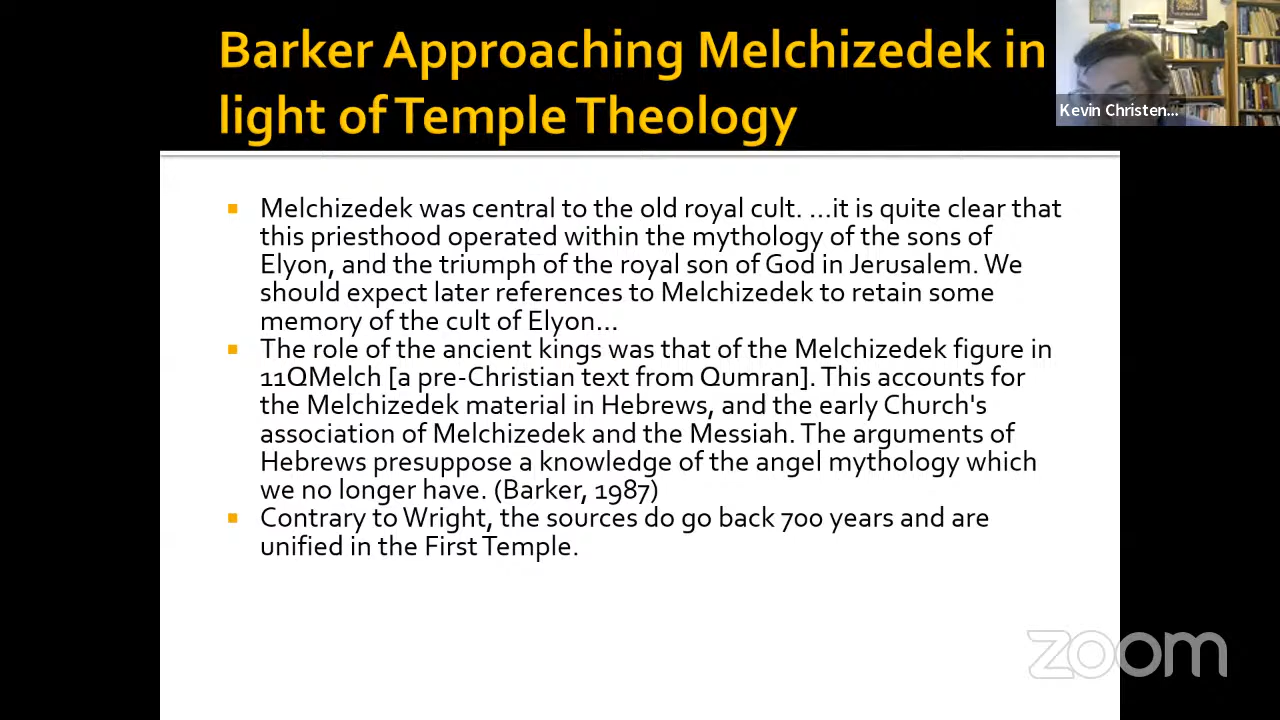 Barker Approaching Melchizedek in
light of Temple Theology
Kevin Christen...
▪ Melchizedek was central to the old royal cult. ...it is quite clear that
this priesthood operated within the mythology of the sons of
Elyon, and the triumph of the royal son of God in Jerusalem. We
should expect later references to Melchizedek to retain some
memory of the cult of Elyon...
▪ The role of the ancient kings was that of the Melchizedek figure in
11QMelch [a pre-Christian text from Qumran]. This accounts for
the Melchizedek material in Hebrews, and the early Church's
association of Melchizedek and the Messiah. The arguments of
Hebrews presuppose a knowledge of the angel mythology which
we no longer have. (Barker, 1987)
▪ Contrary to Wright, the sources do go back 700 years and are
unified in the First Temple.
zoom